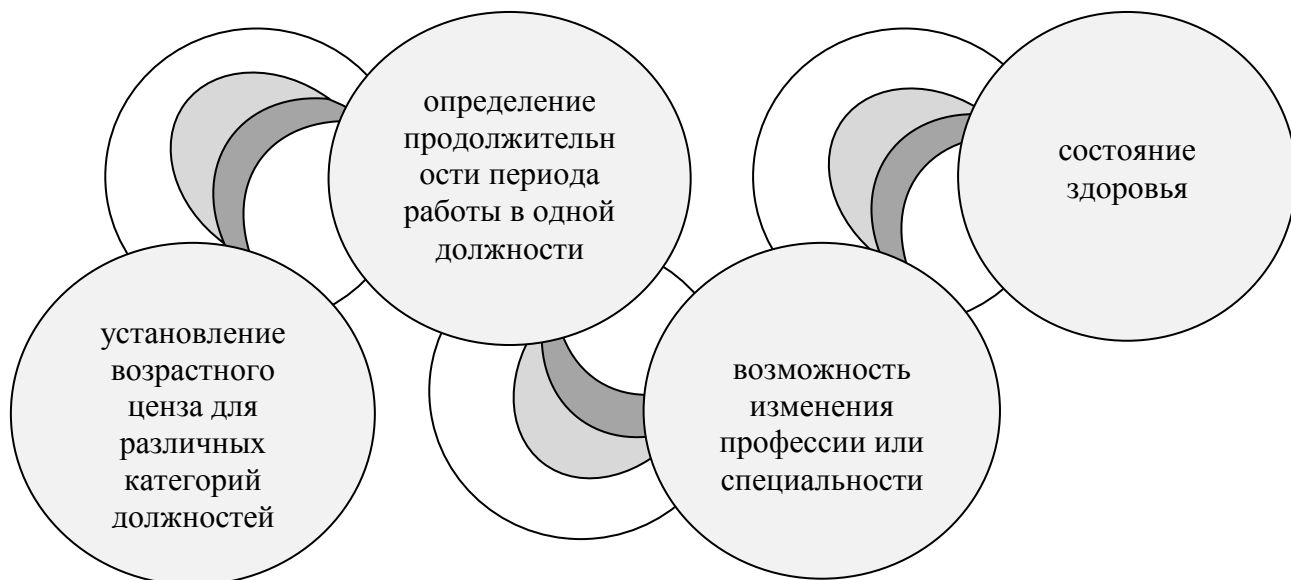 установление
возрастного
ценза для
различных
категорий
должностей
определение
продолжительн
ости периода
работы в одной
должности
возможность
изменения
профессии или
специальности
состояние
здоровья